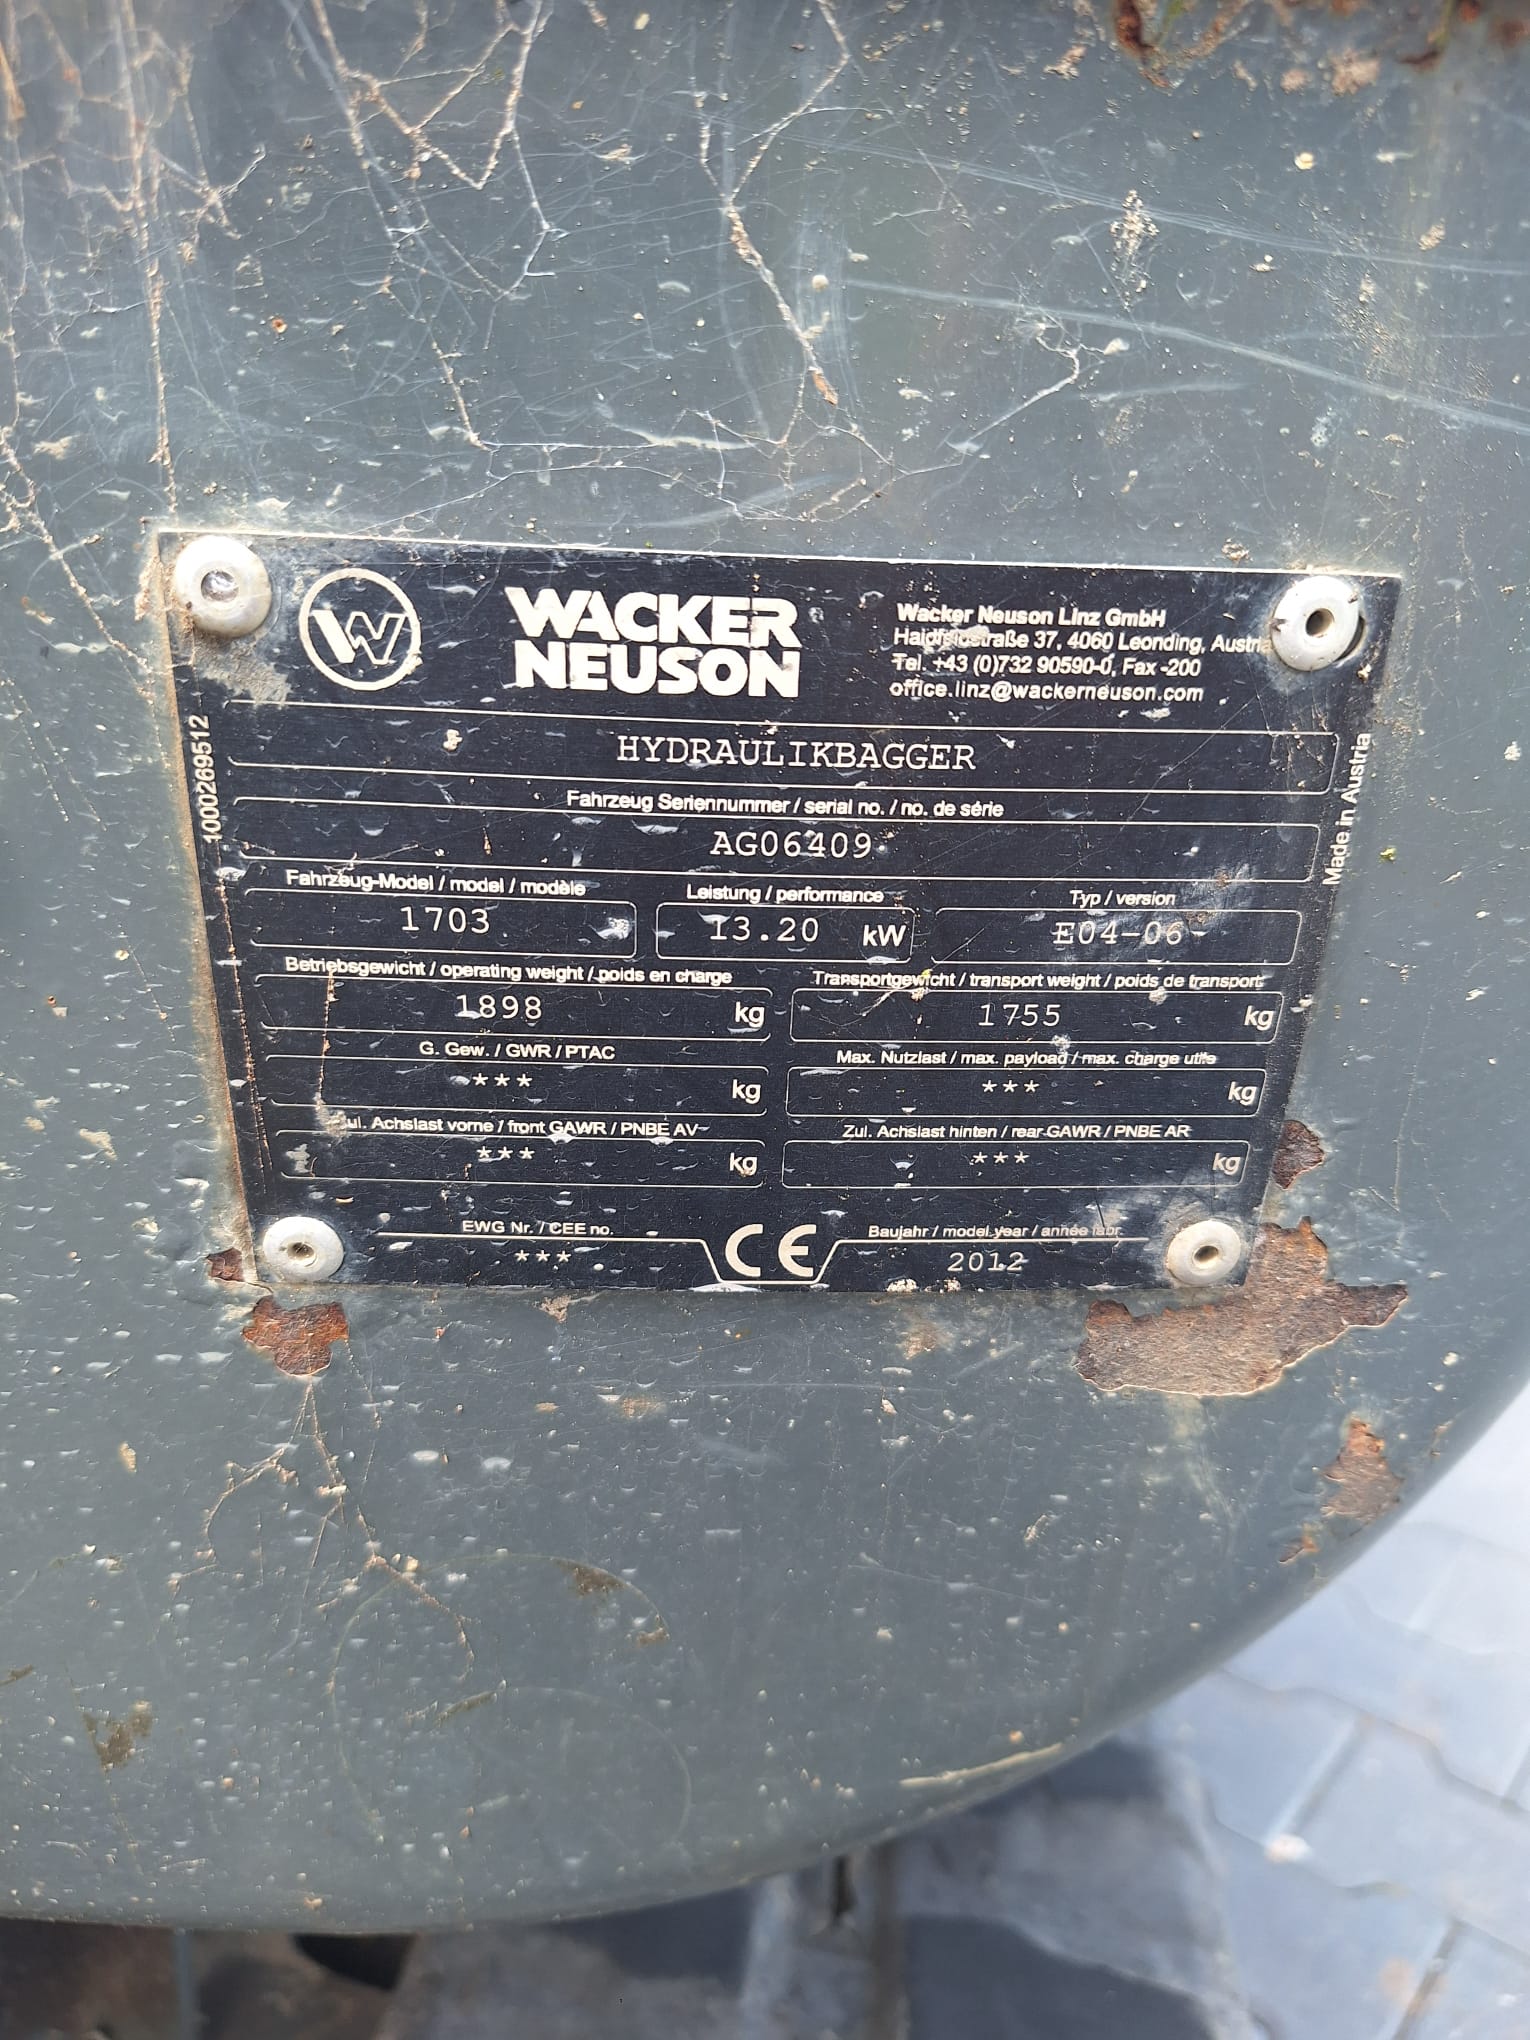 WACKER
NEUSON
Wacker Neuson Linz GmbH
37, 4060 Leonding, Austria
Tel. +43 (0)732 90590-0, Fax -200
office.linz@wackerneuson.com
HYDRAULIKBAGGER
Fahrzeug Seriennummer / serial no. / no. de série
AG06409
Fahrzeug-Model / model / modèle
1703
Leistung / performance
13.20 kW
Typ / version
E04-06
Betriebsgewicht / operating weight / poids en charge
1898 kg
Transportgewicht / transport weight / poids de transport
1755 kg
G. Gew. / GWR / PTAC
*** kg
Max. Nutzlast / max. payload / max. charge utile
*** kg
Zul. Achslast vorne / front GAWR / PNBE AV
*** kg
Zul. Achslast hinten / rear GAWR / PNBE AR
*** kg
EWG Nr. / CEE no.
***
CE
Baujahr / model year / année fabr.
2012
1000269512
Made in Austria